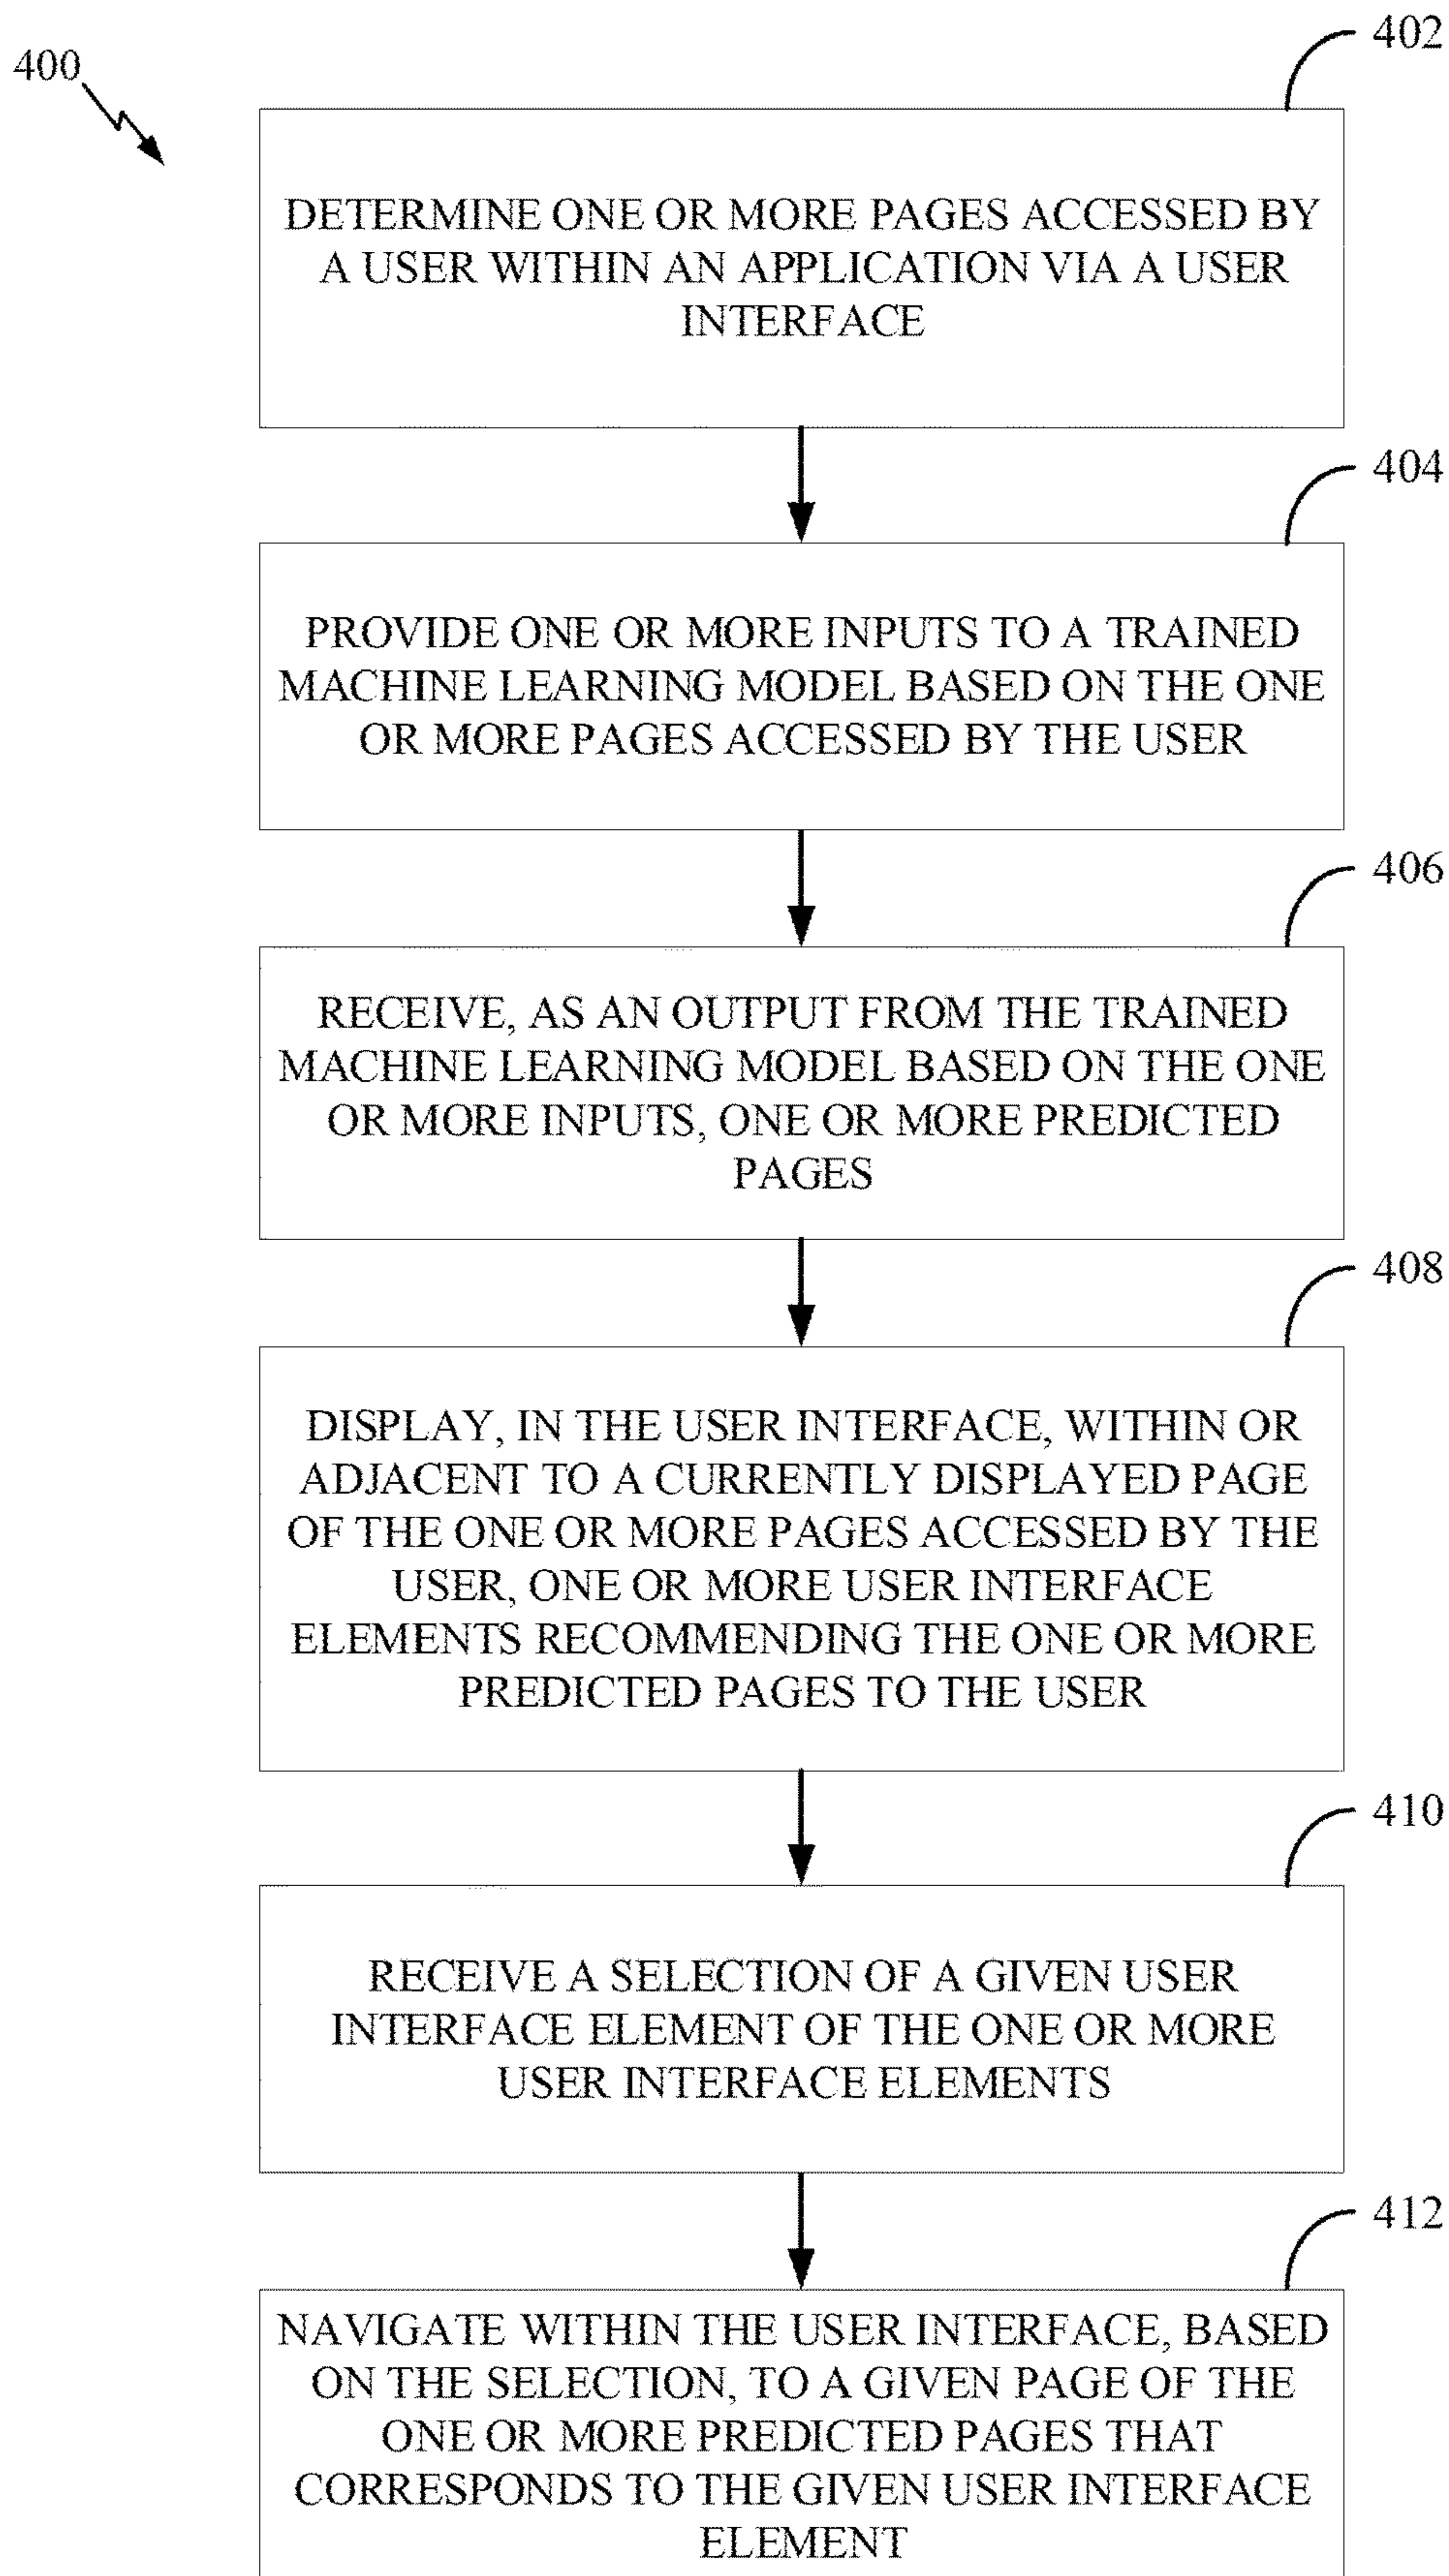 400
402
DETERMINE ONE OR MORE PAGES ACCESSED BY
A USER WITHIN AN APPLICATION VIA A USER
INTERFACE
404
PROVIDE ONE OR MORE INPUTS TO A TRAINED
MACHINE LEARNING MODEL BASED ON THE ONE
OR MORE PAGES ACCESSED BY THE USER
406
RECEIVE, AS AN OUTPUT FROM THE TRAINED
MACHINE LEARNING MODEL BASED ON THE ONE
OR MORE INPUTS, ONE OR MORE PREDICTED
PAGES
408
DISPLAY, IN THE USER INTERFACE, WITHIN OR
ADJACENT TO A CURRENTLY DISPLAYED PAGE
OF THE ONE OR MORE PAGES ACCESSED BY THE
USER, ONE OR MORE USER INTERFACE
ELEMENTS RECOMMENDING THE ONE OR MORE
PREDICTED PAGES TO THE USER
410
RECEIVE A SELECTION OF A GIVEN USER
INTERFACE ELEMENT OF THE ONE OR MORE
USER INTERFACE ELEMENTS
412
NAVIGATE WITHIN THE USER INTERFACE, BASED
ON THE SELECTION, TO A GIVEN PAGE OF THE
ONE OR MORE PREDICTED PAGES THAT
CORRESPONDS TO THE GIVEN USER INTERFACE
ELEMENT